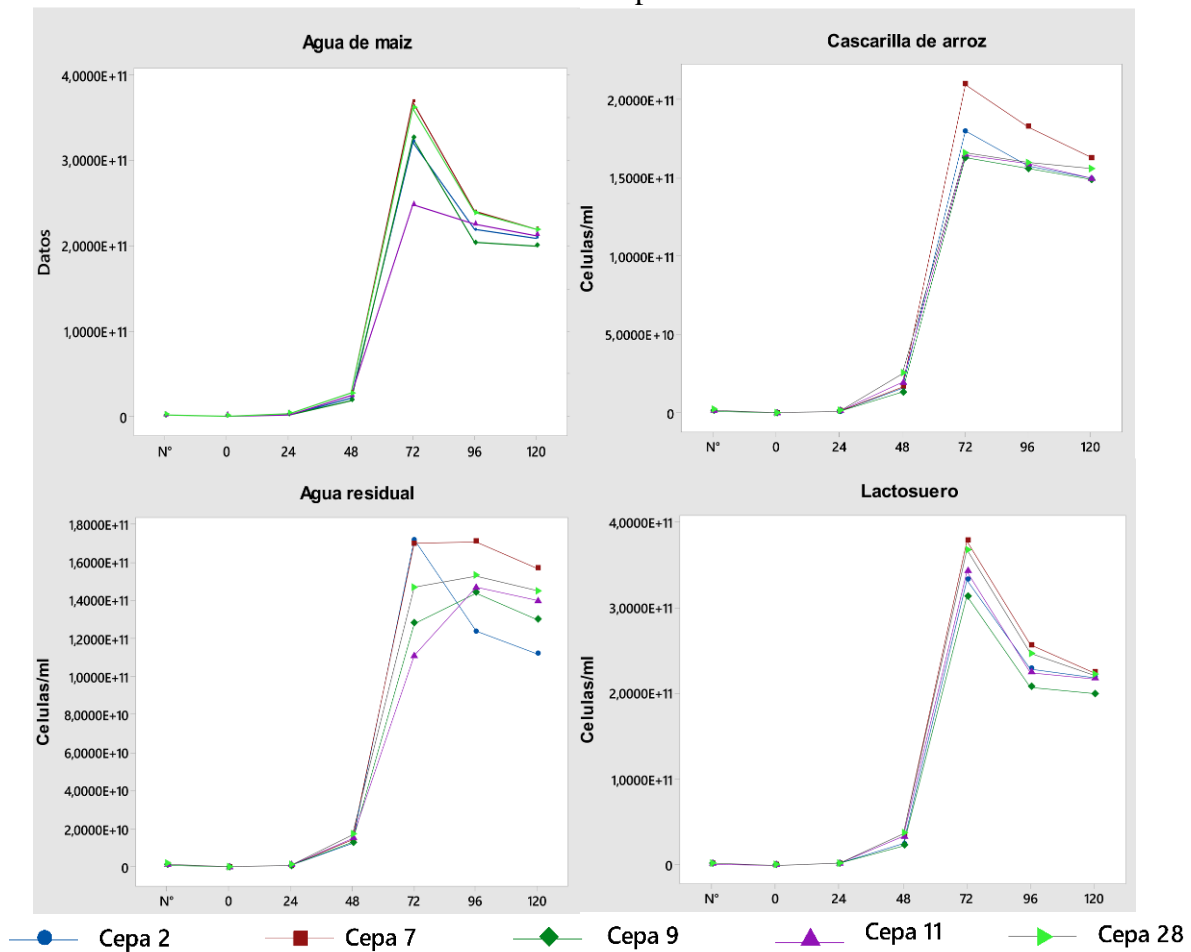 Agua de maiz
Datos
4,0000E+11
3,0000E+11
2,0000E+11
1,0000E+11
0
N° 0 24 48 72 96 120
Cascarilla de arroz
Celulas/ml
2,0000E+11
1,5000E+11
1,0000E+11
5,0000E+10
0
N° 0 24 48 72 96 120
Agua residual
Celulas/ml
1,8000E+11
1,6000E+11
1,4000E+11
1,2000E+11
1,0000E+11
8,0000E+10
6,0000E+10
4,0000E+10
2,0000E+10
0
N° 0 24 48 72 96 120
Lactosuero
Celulas/ml
4,0000E+11
3,0000E+11
2,0000E+11
1,0000E+11
0
N° 0 24 48 72 96 120
Cepa 2 Cepa 7 Cepa 9 Cepa 11 Cepa 28